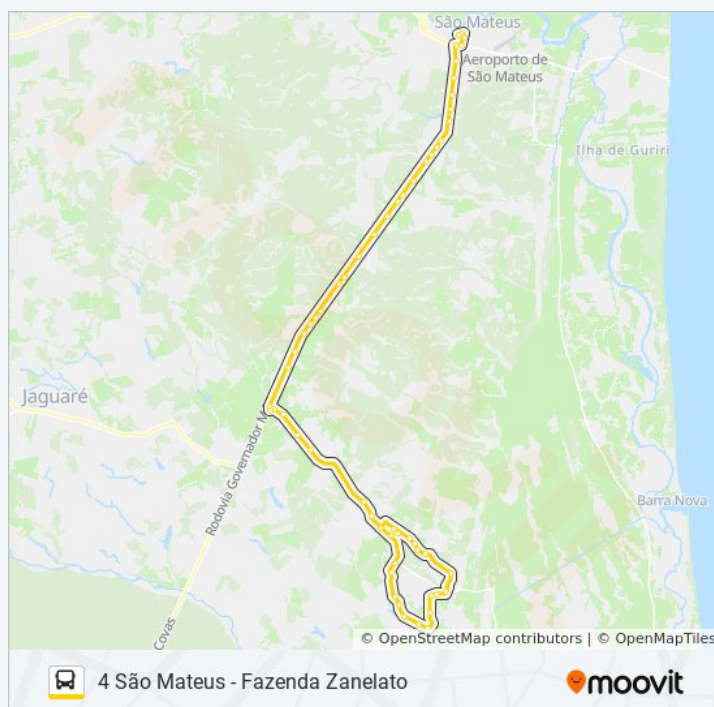 São Mateus
Aeroporto de
São Mateus
Ilha de Guriri
Jaguaré
Rodovia Governador M
Covas
Barra Nova
© OpenStreetMap contributors | © OpenMapTiles
4 São Mateus - Fazenda Zanelato
moovit